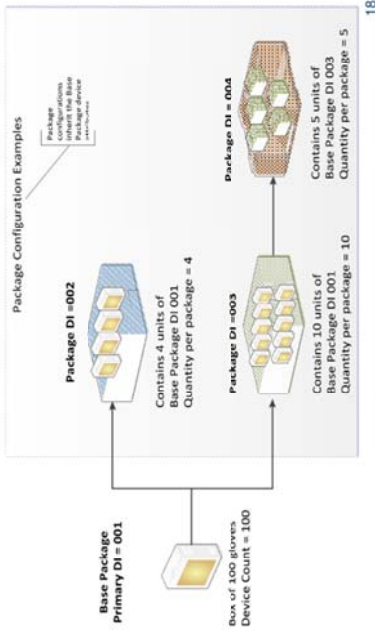 Package Configuration Examples
Package
configurations
inherit the Base
Package device
Base Package
Primary DI = 001
Box of 100 gloves
Device Count = 100
Package DI =002
Contains 4 units of
Base Package DI 001
Quantity per package = 4
Package DI =003
Contains 10 units of
Base Package DI 001
Quantity per package = 10
Package DI = 004
Contains 5 units of
Base Package DI 003
Quantity per package = 5
18